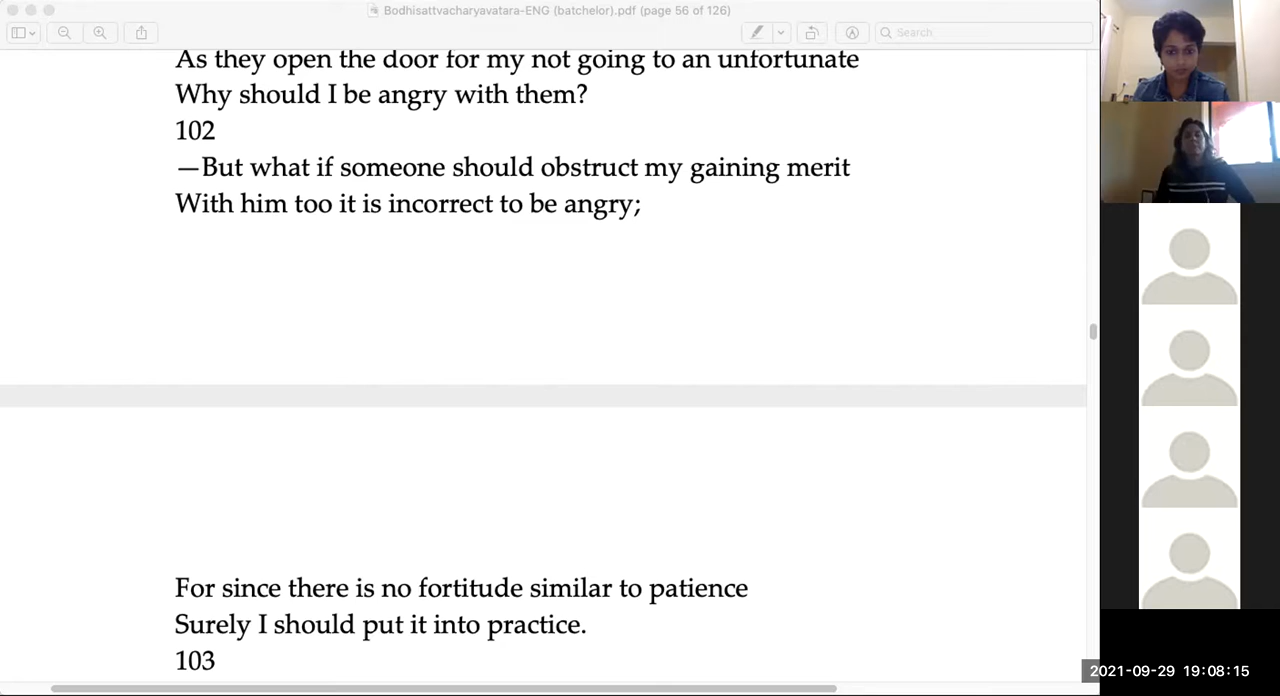 Bodhisattvacharyavatara-ENG (batchelor).pdf (page 56 of 126)
Search
As they open the door for my not going to an unfortunate
Why should I be angry with them?
102
—But what if someone should obstruct my gaining merit
With him too it is incorrect to be angry;
For since there is no fortitude similar to patience
Surely I should put it into practice.
103
2021-09-29 19:08:15